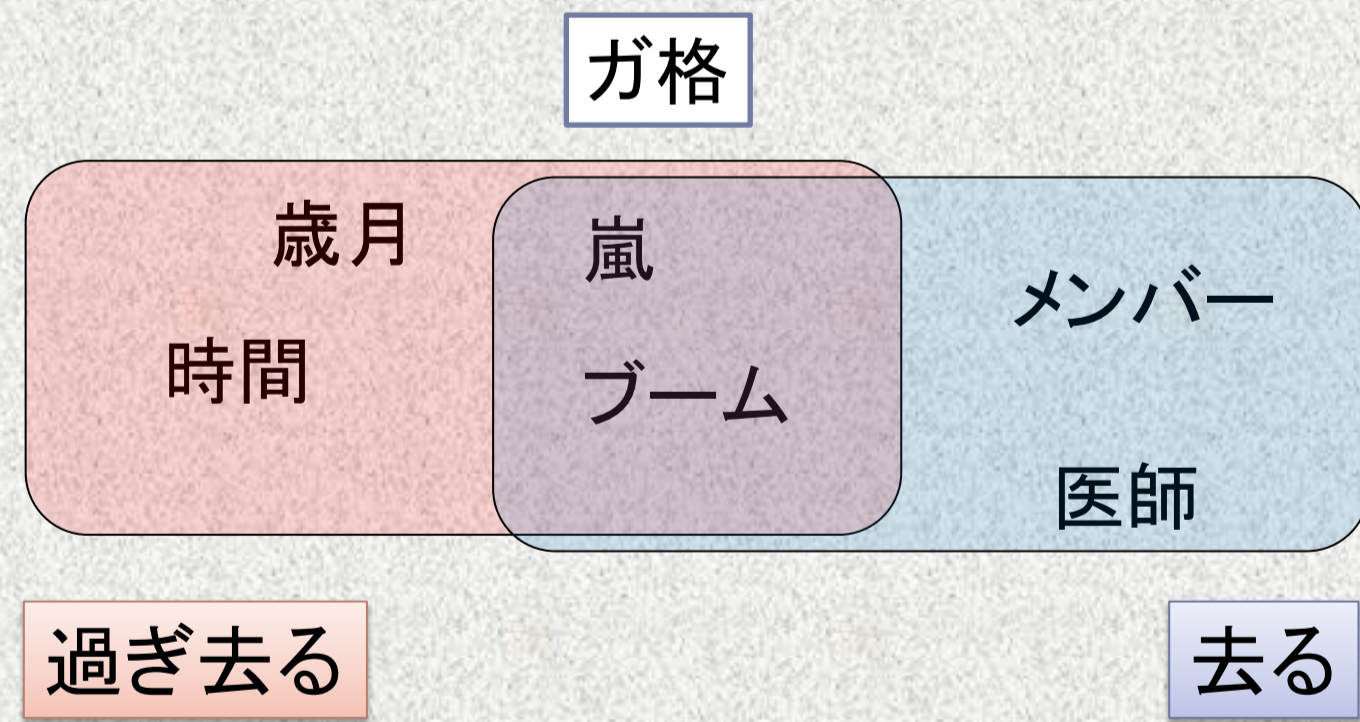 ガ格
歳月
時間
嵐
ブーム
メンバー
医師
過ぎ去る
去る